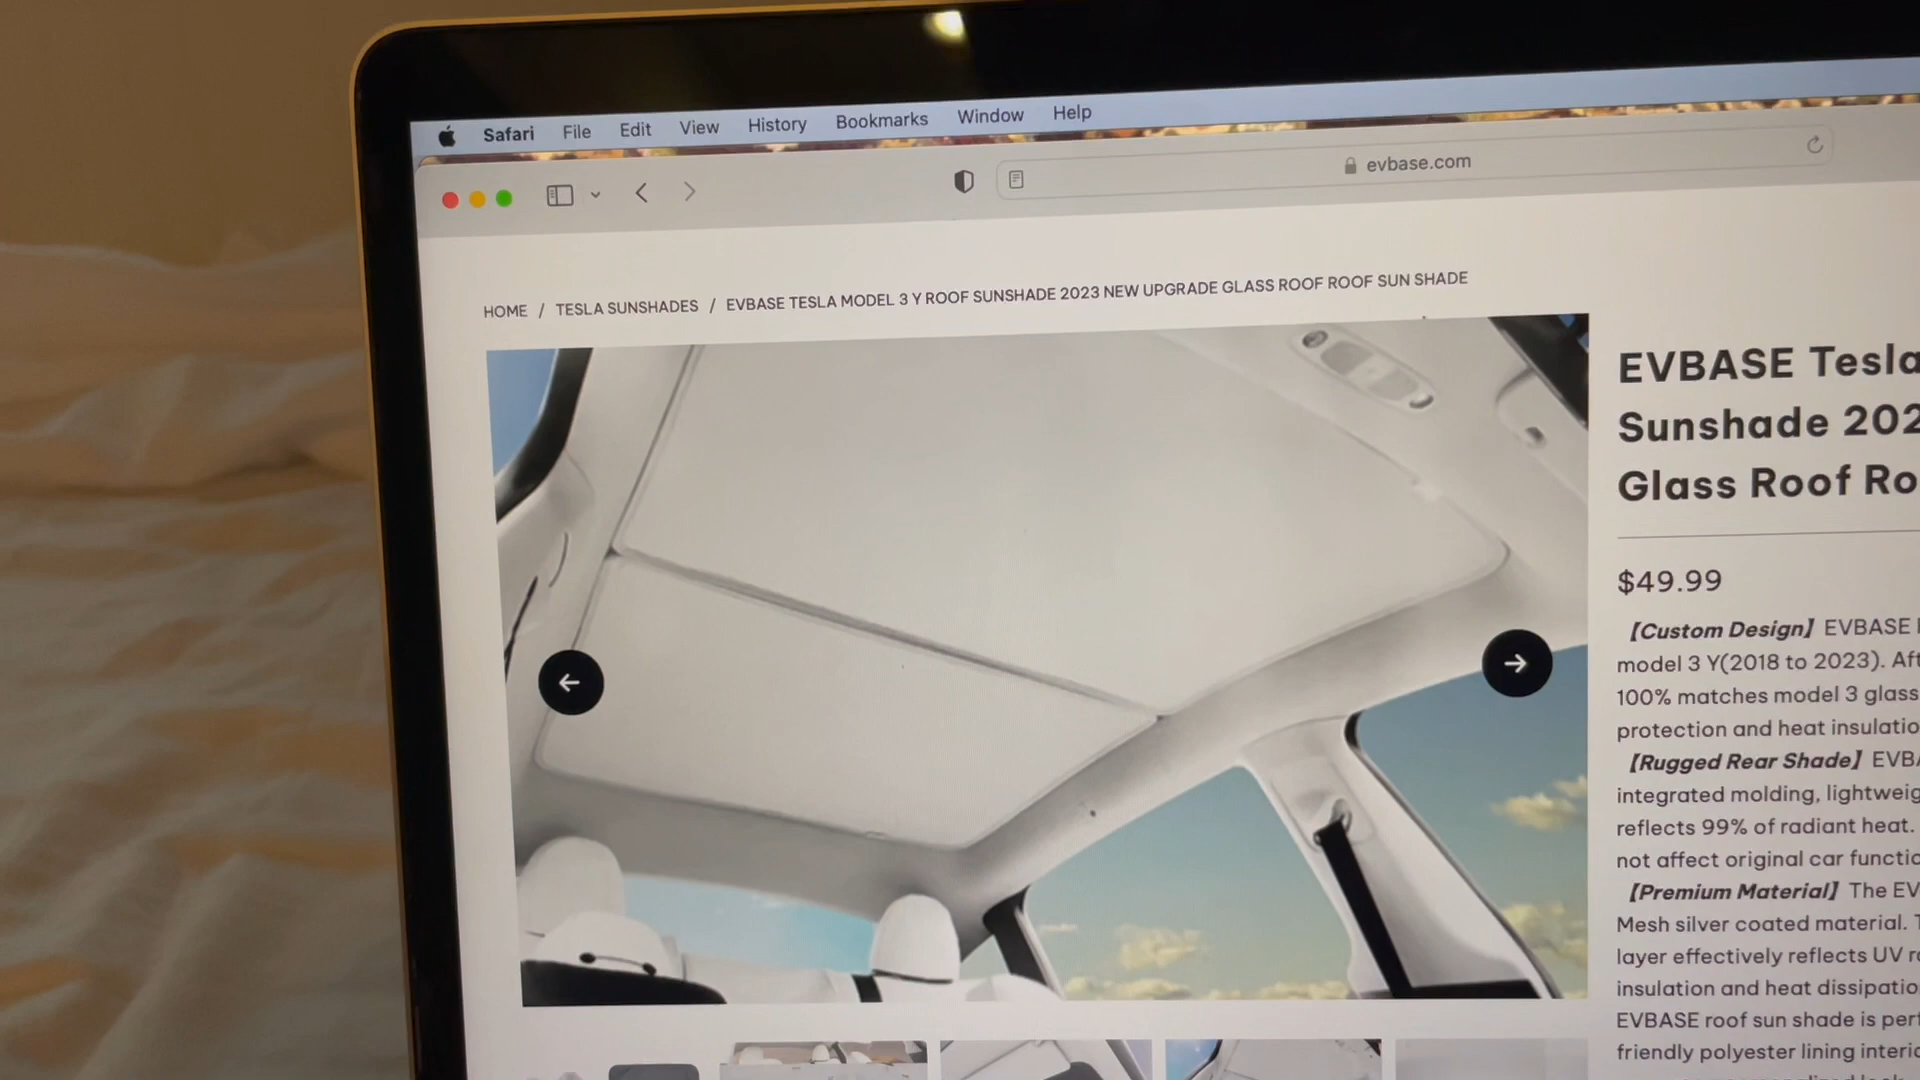 Safari File Edit View History Bookmarks Window Help
evbase.com
HOME / TESLA SUNSHADES / EVBASE TESLA MODEL 3 Y ROOF SUNSHADE 2023 NEW UPGRADE GLASS ROOF ROOF SUN SHADE
EVBASE Tesla
Sunshade 202
Glass Roof Ro
$49.99
【Custom Design】 EVBASE
model 3 Y(2018 to 2023). Aft
100% matches model 3 glass
protection and heat insulatio
【Rugged Rear Shade】 EVBA
integrated molding, lightweig
reflects 99% of radiant heat.
not affect original car functio
【Premium Material】 The EV
Mesh silver coated material.
layer effectively reflects UV
insulation and heat dissipatio
EVBASE roof sun shade is per
friendly polyester lining interio